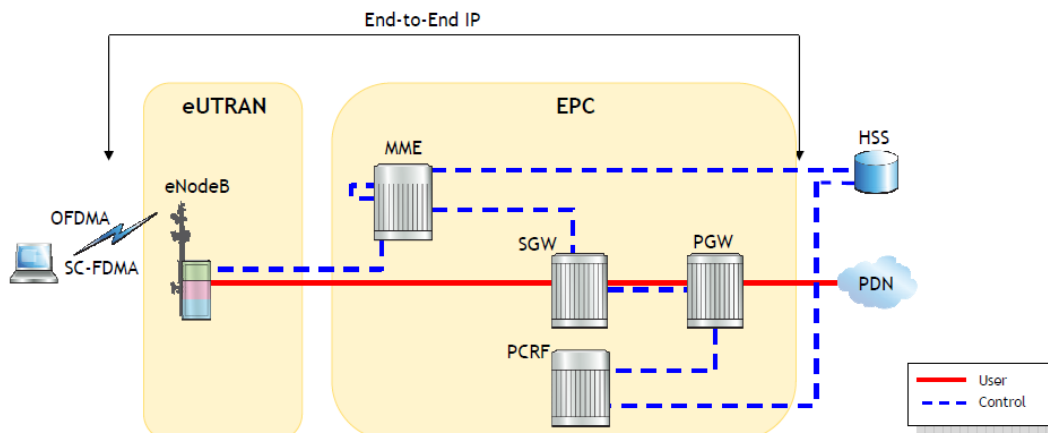 End-to-End IP
eUTRAN
EPC
HSS
MME
eNodeB
OFDMA
SC-FDMA
SGW
PGW
PDN
PCRF
User
Control